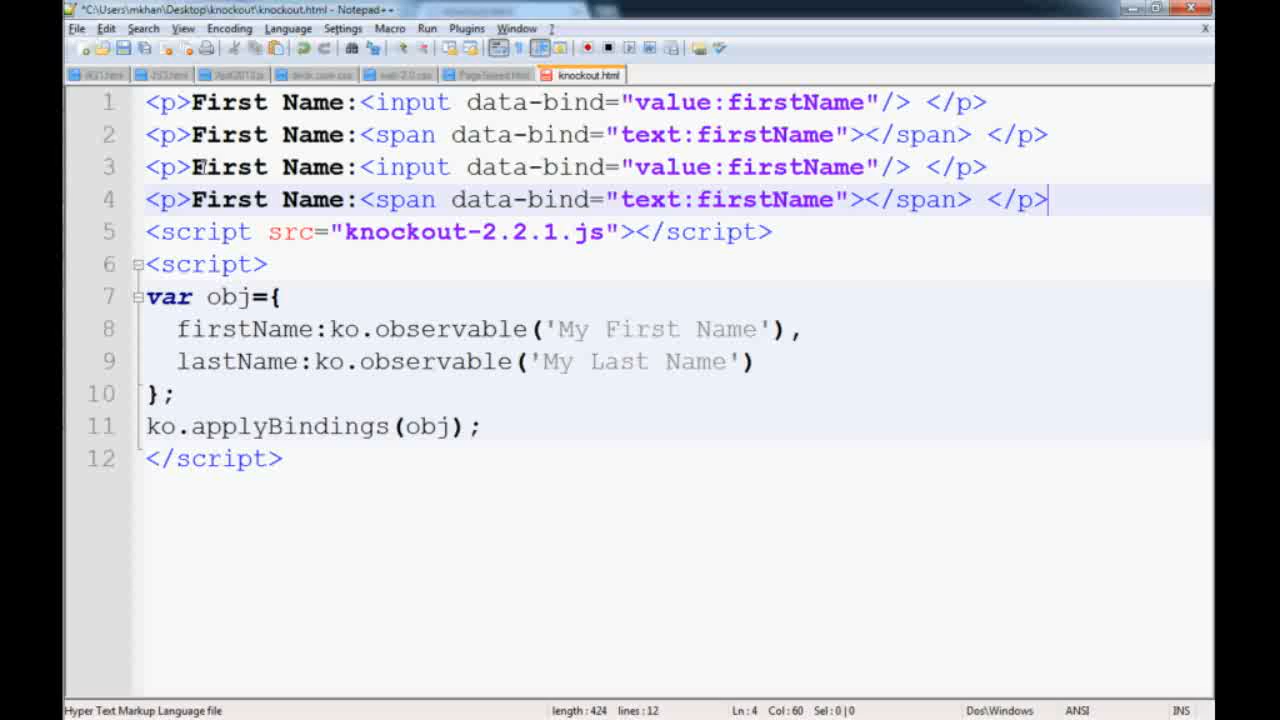 *C:\Users\mkhan\Desktop\knockout\knockout.html - Notepad++
File Edit Search View Encoding Language Settings Macro Run Plugins Window ? X
knockout.html
1 <p>First Name:<input data-bind="value:firstName"/> </p>
2 <p>First Name:<span data-bind="text:firstName"></span> </p>
3 <p>First Name:<input data-bind="value:firstName"/> </p>
4 <p>First Name:<span data-bind="text:firstName"></span> </p>
5 <script src="knockout-2.2.1.js"></script>
6 <script>
7 var obj={
8 firstName:ko.observable('My First Name'),
9 lastName:ko.observable('My Last Name')
10 };
11 ko.applyBindings(obj);
12 </script>
Hyper Text Markup Language file length : 424 lines : 12 Ln : 4 Col : 60 Sel : 0 | 0 Dos\Windows ANSI INS